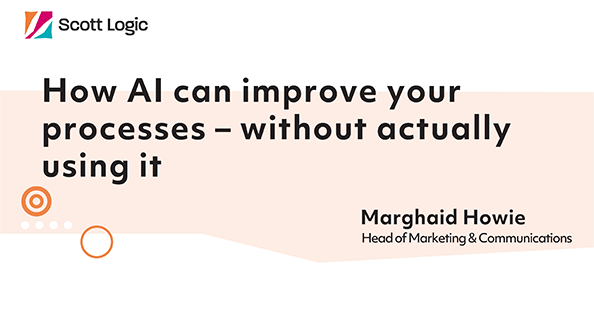 Scott Logic
How AI can improve your
processes – without actually
using it
Marghaid Howie
Head of Marketing & Communications